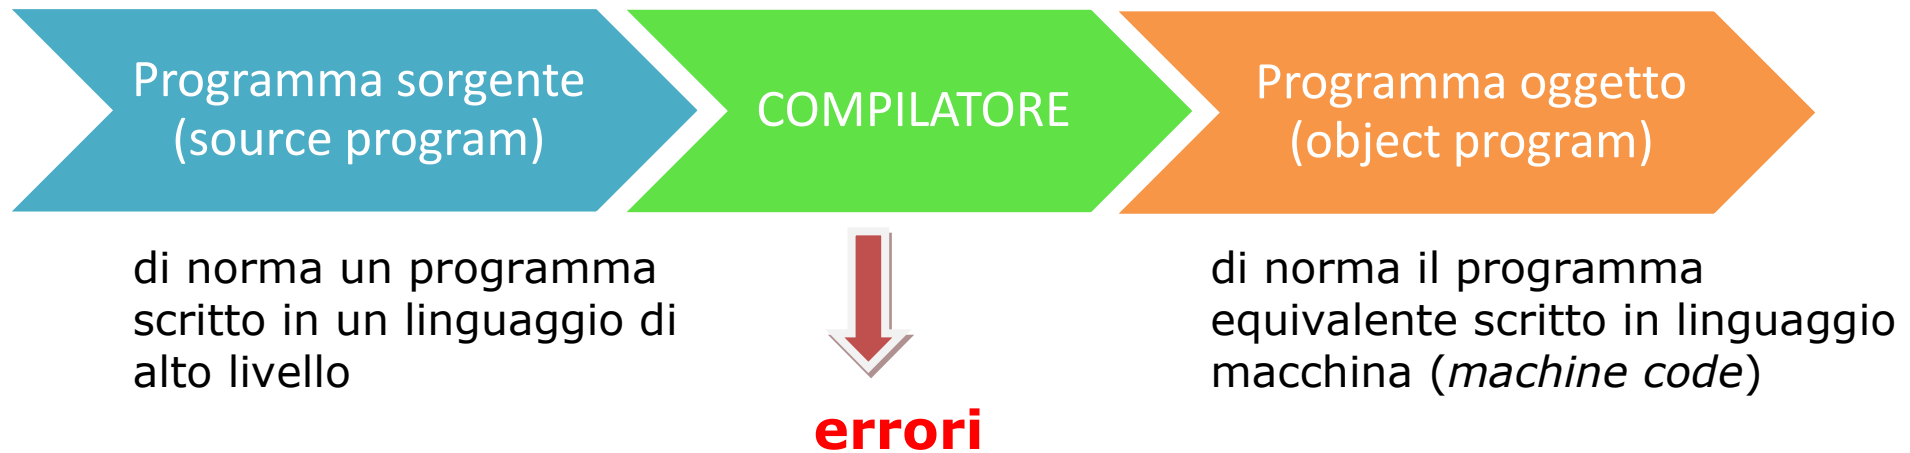 Programma sorgente
(source program)
COMPILATORE
Programma oggetto
(object program)
di norma un programma
scritto in un linguaggio di
alto livello
errori
di norma il programma
equivalente scritto in linguaggio
macchina (machine code)